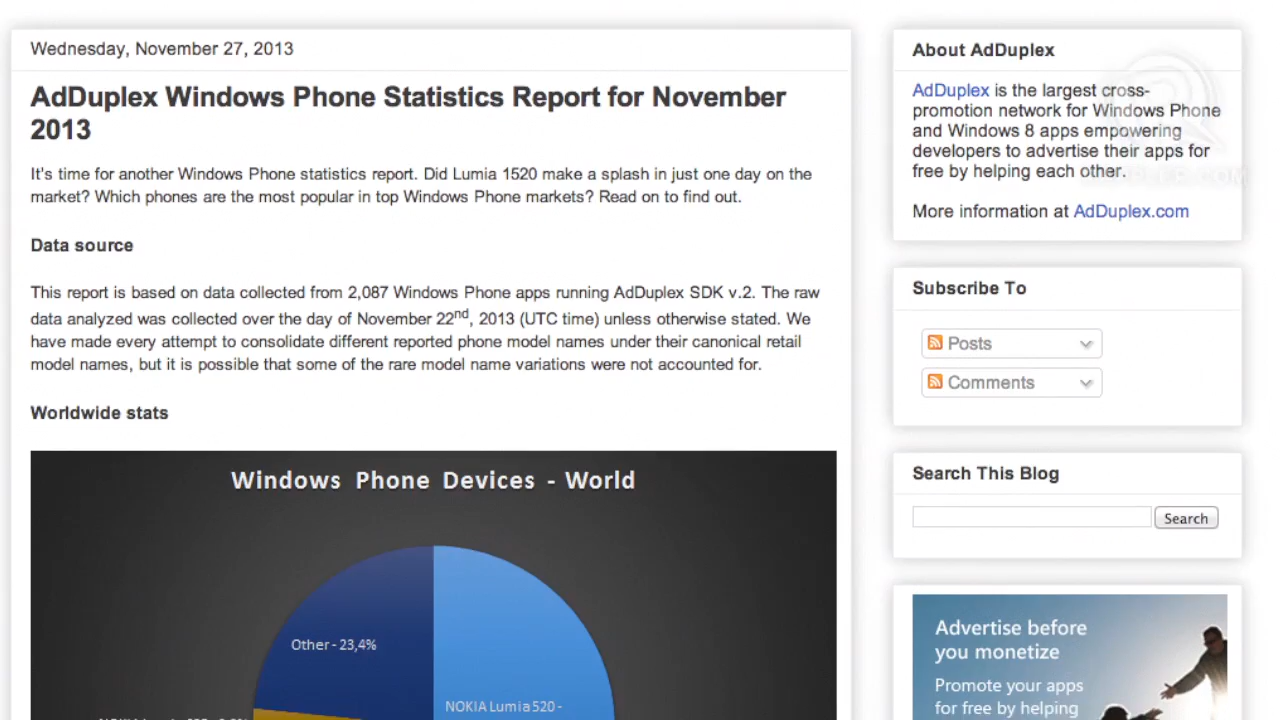 Wednesday, November 27, 2013
AdDuplex Windows Phone Statistics Report for November
2013
It's time for another Windows Phone statistics report. Did Lumia 1520 make a splash in just one day on the
market? Which phones are the most popular in top Windows Phone markets? Read on to find out.
Data source
This report is based on data collected from 2,087 Windows Phone apps running AdDuplex SDK v.2. The raw
data analyzed was collected over the day of November 22nd, 2013 (UTC time) unless otherwise stated. We
have made every attempt to consolidate different reported phone model names under their canonical retail
model names, but it is possible that some of the rare model name variations were not accounted for.
Worldwide stats
Windows Phone Devices - World
Other - 23,4%
NOKIA Lumia 520 -
About AdDuplex
AdDuplex is the largest cross-
promotion network for Windows Phone
and Windows 8 apps empowering
developers to advertise their apps for
free by helping each other.
More information at AdDuplex.com
Subscribe To
Posts
Comments
Search This Blog
Search
Advertise before
you monetize
Promote your apps
for free by helping